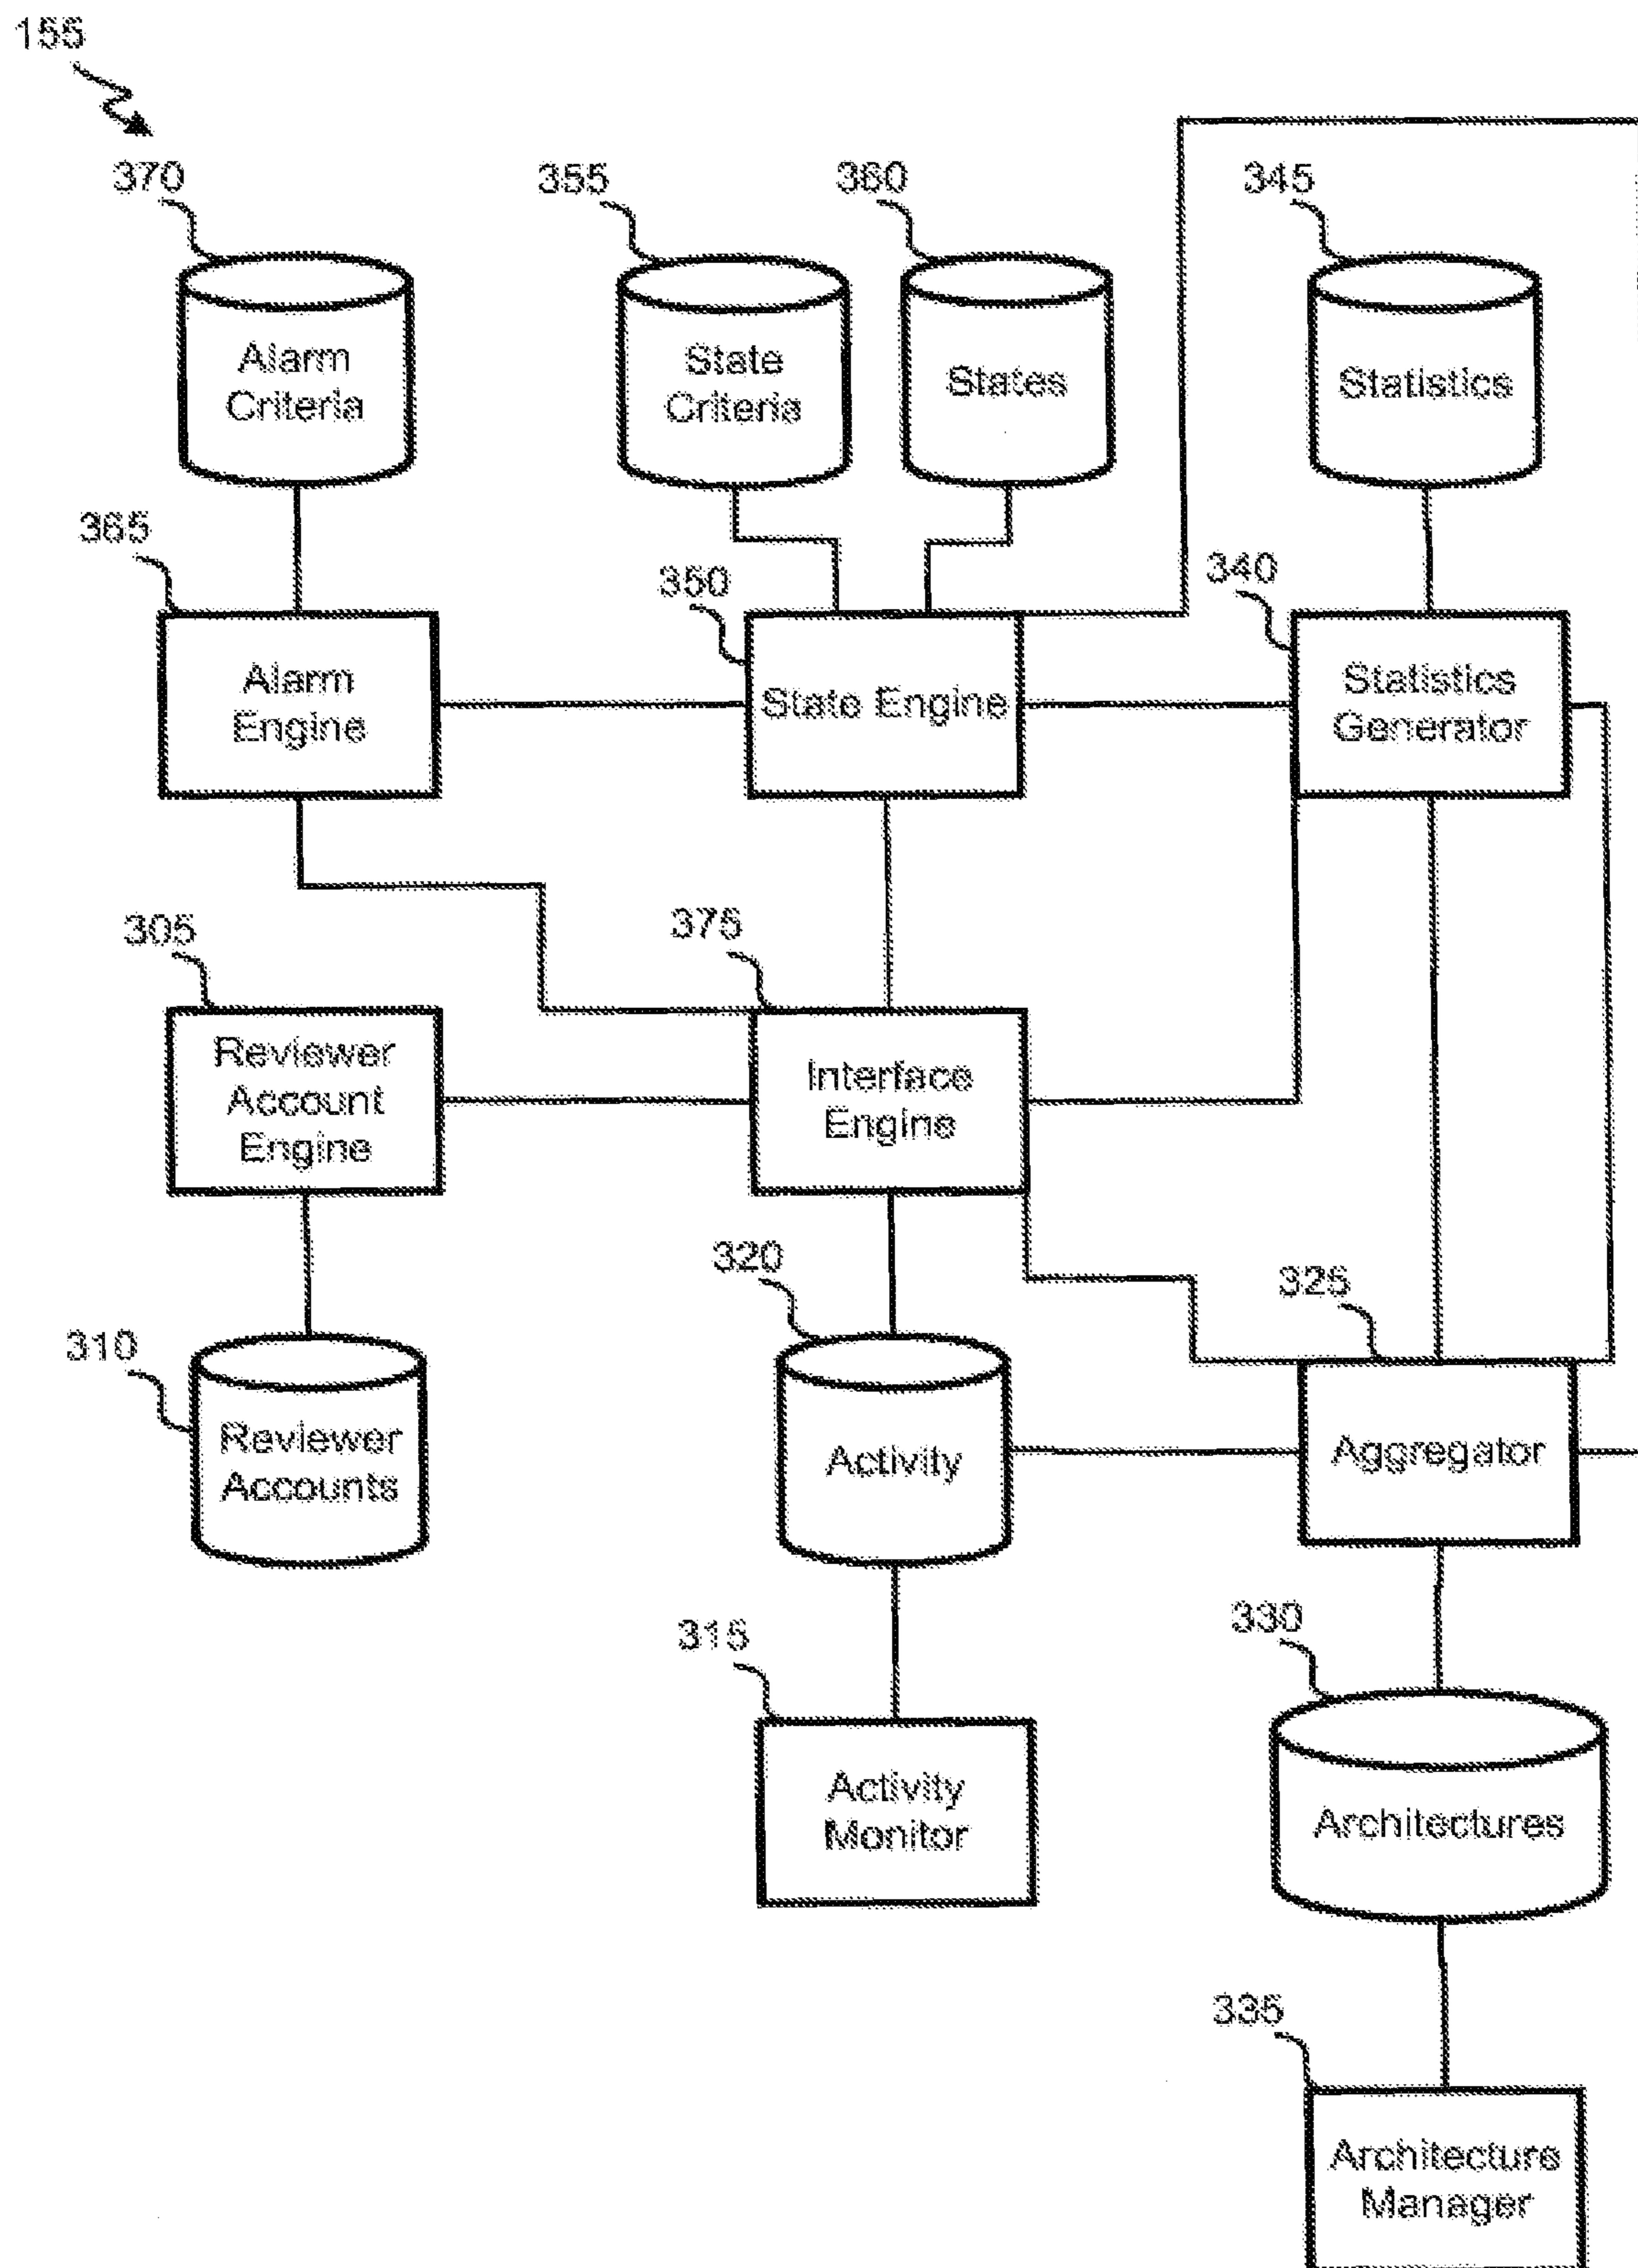 155
370
355
360
345
Alarm
Criteria
State
Criteria
States
Statistics
365
350
340
Alarm
Engine
State Engine
Statistics
Generator
305
375
Reviewer
Account
Engine
Interface
Engine
320
325
310
Reviewer
Accounts
Activity
Aggregator
315
330
Activity
Monitor
Architectures
335
Architecture
Manager